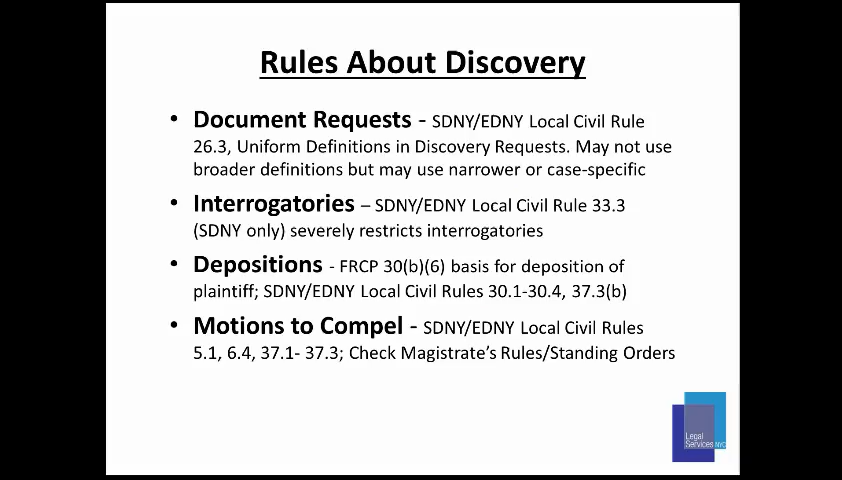 Rules About Discovery
• Document Requests - SDNY/EDNY Local Civil Rule
26.3, Uniform Definitions in Discovery Requests. May not use
broader definitions but may use narrower or case-specific
• Interrogatories – SDNY/EDNY Local Civil Rule 33.3
(SDNY only) severely restricts interrogatories
• Depositions - FRCP 30(b)(6) basis for deposition of
plaintiff; SDNY/EDNY Local Civil Rules 30.1-30.4, 37.3(b)
• Motions to Compel - SDNY/EDNY Local Civil Rules
5.1, 6.4, 37.1- 37.3; Check Magistrate's Rules/Standing Orders
Legal
Services NYC